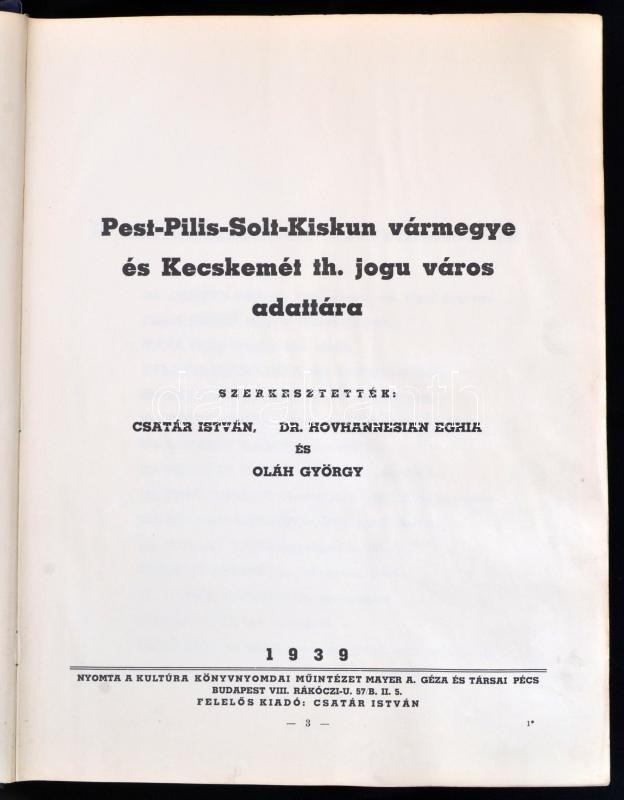 Pest-Pilis-Solt-Kiskun vármegye
és Kecskemét th. jogu város
adattára
SZERKESZTETTÉK:
darabanth
CSATÁR ISTVÁN, DR. HOVHANNESIAN EGHIA
ÉS
OLÁH GYÖRGY
1939
NYOMTA A KULTÚRA KÖNYVNYOMDAI MŰINTÉZET MAYER A. GÉZA ÉS TÁRSAI PÉCS
BUDAPEST VIII. RÁKÓCZI-U. 57/B. II. 5.
FELELŐS KIADÓ: CSATÁR ISTVÁN
— 3 — 1*